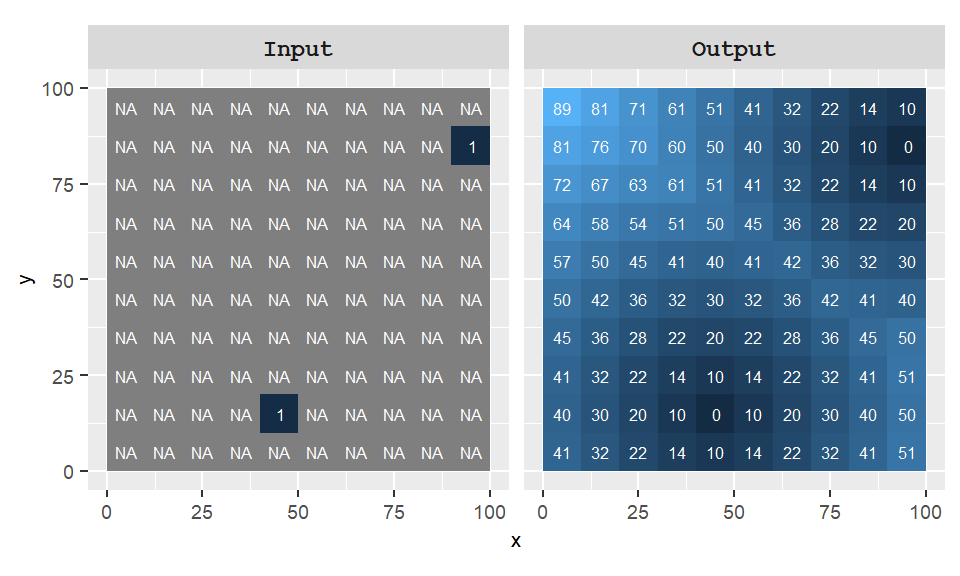 Input Output
100 NA NA NA NA NA NA NA NA NA NA 89 81 71 61 51 41 32 22 14 10
NA NA NA NA NA NA NA NA NA 1 81 76 70 60 50 40 30 20 10 0
75 NA NA NA NA NA NA NA NA NA NA 72 67 63 61 51 41 32 22 14 10
NA NA NA NA NA NA NA NA NA NA 64 58 54 51 50 45 36 28 22 20
NA NA NA NA NA NA NA NA NA NA 57 50 45 41 40 41 42 36 32 30
y 50
NA NA NA NA NA NA NA NA NA NA 50 42 36 32 30 32 36 42 41 40
NA NA NA NA NA NA NA NA NA NA 45 36 28 22 20 22 28 36 45 50
25 NA NA NA NA NA NA NA NA NA NA 41 32 22 14 10 14 22 32 41 51
NA NA NA NA 1 NA NA NA NA NA 40 30 20 10 0 10 20 30 40 50
NA NA NA NA NA NA NA NA NA NA 41 32 22 14 10 14 22 32 41 51
0
0 25 50 75 100 0 25 50 75 100
x